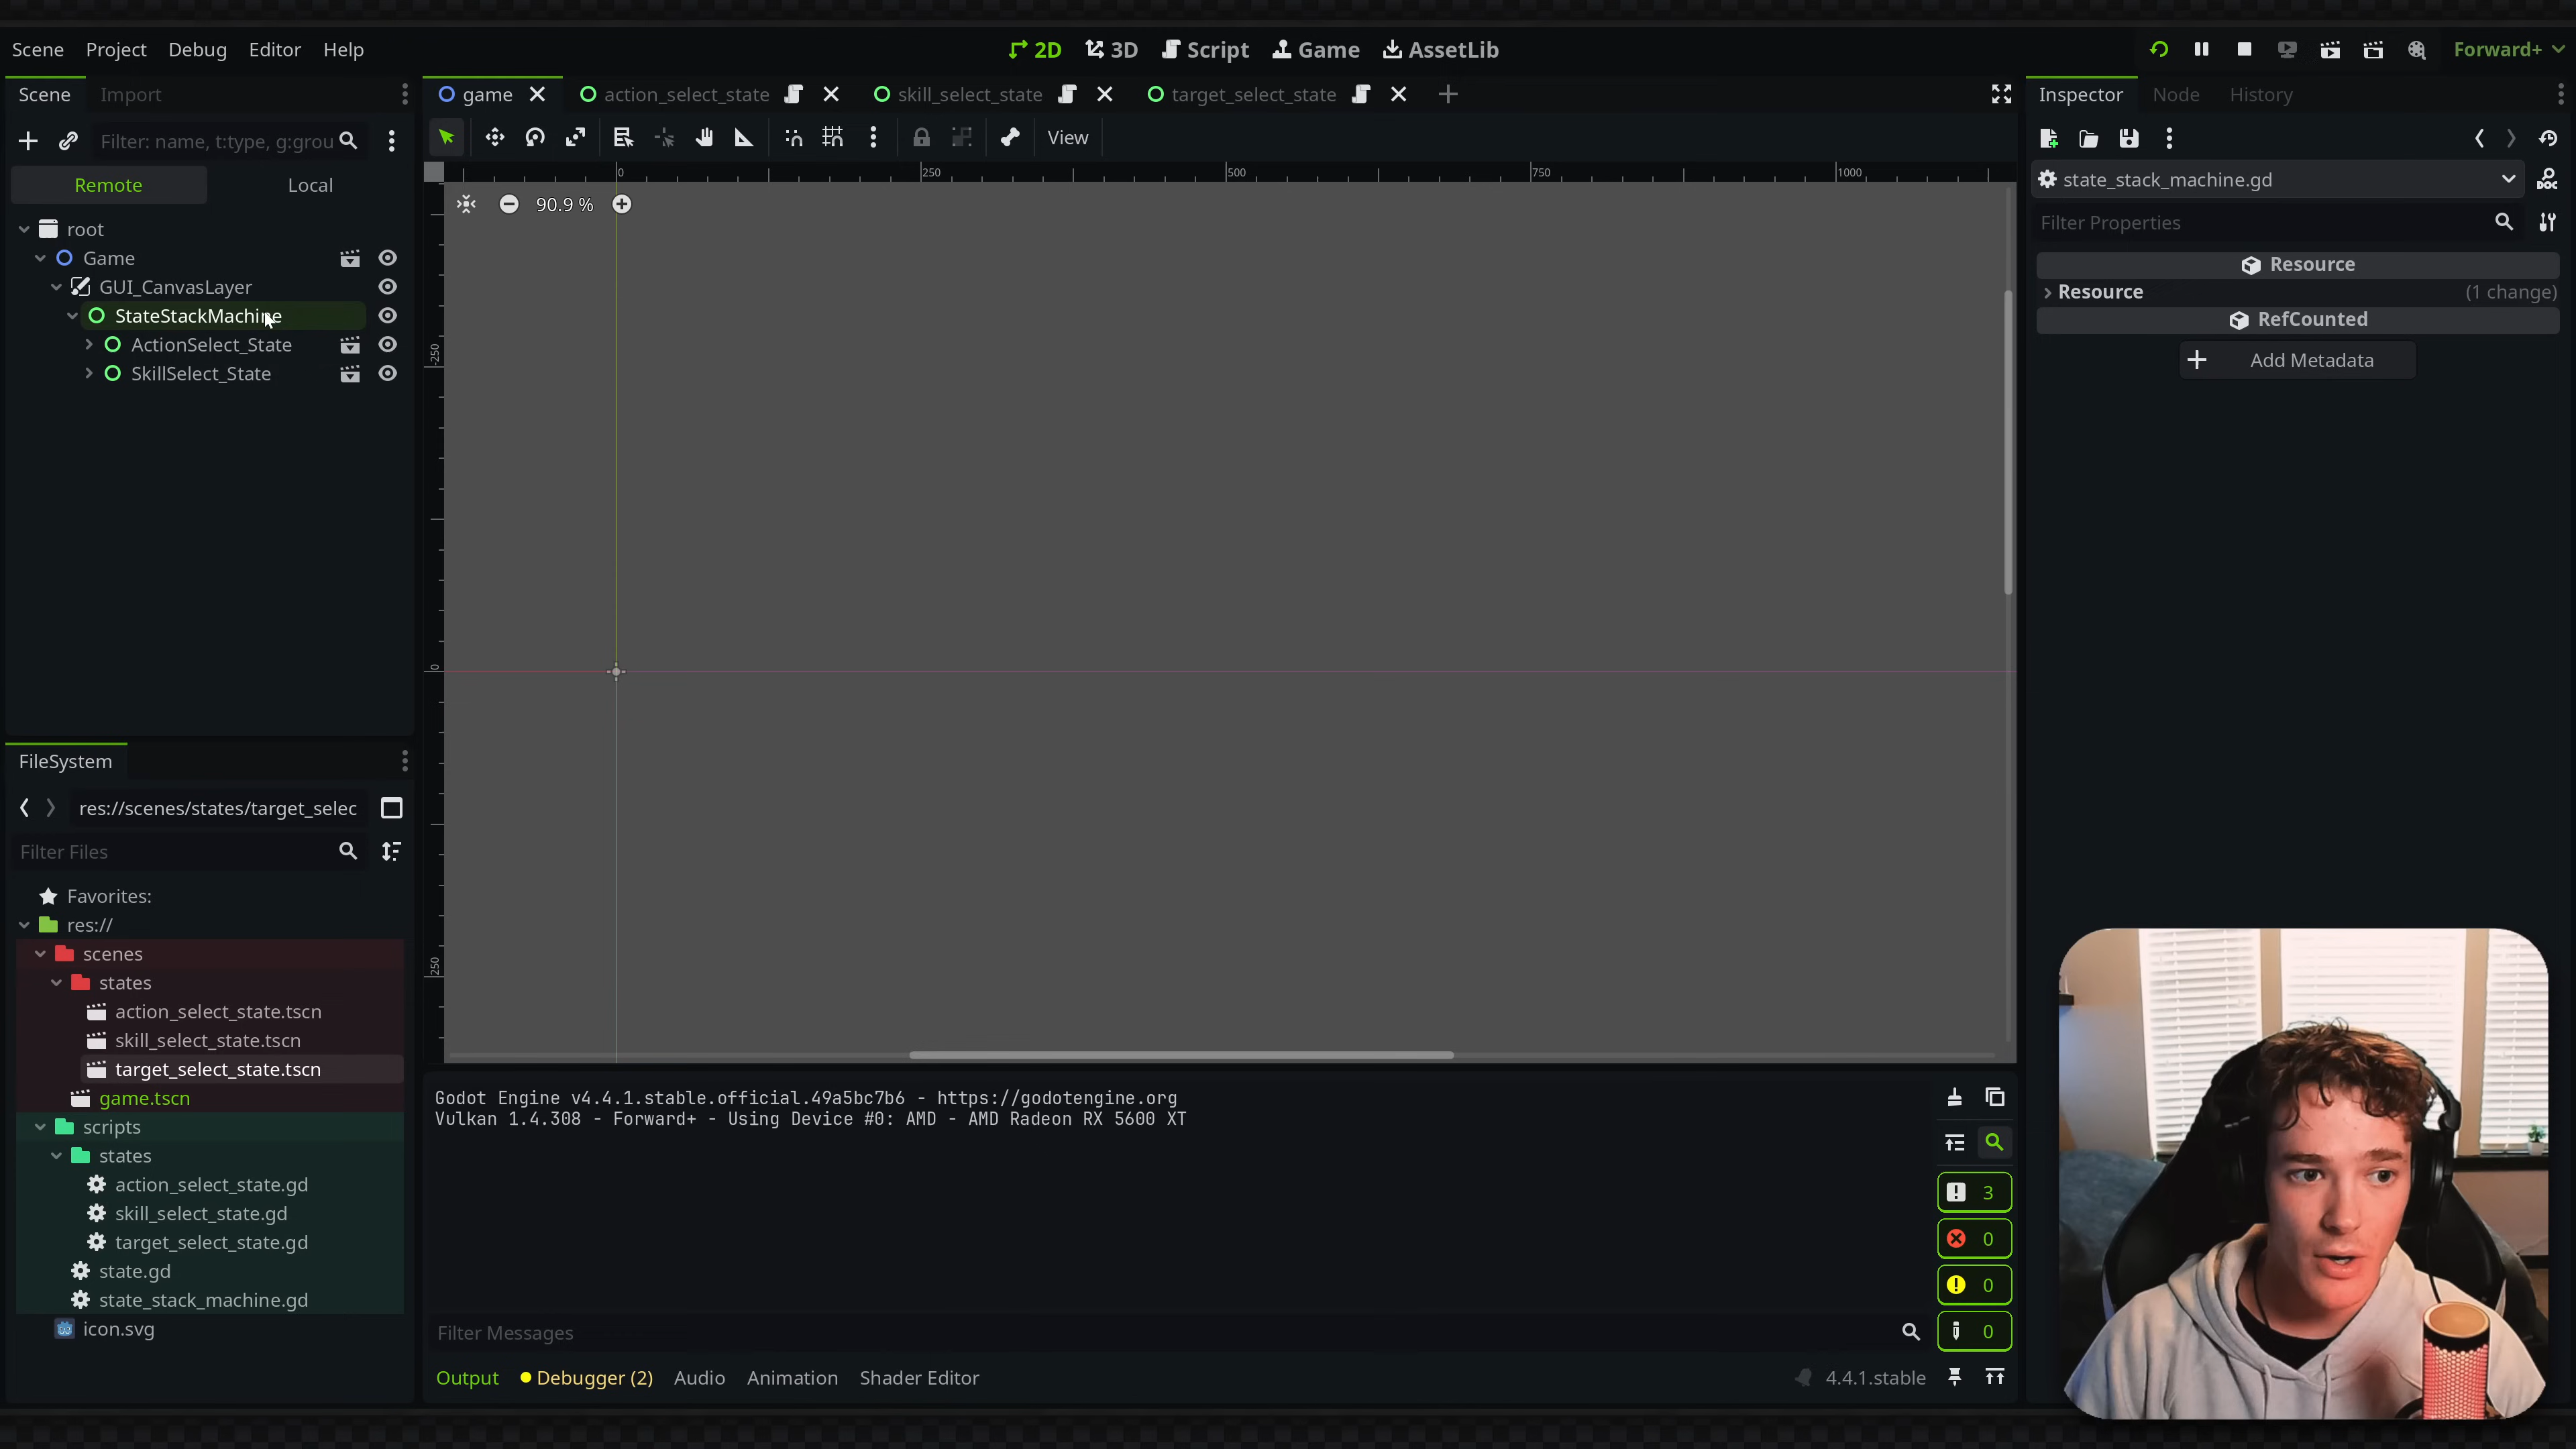 Scene Project Debug Editor Help
2D 3D Script Game AssetLib
Forward+
Scene Import
game action_select_state skill_select_state target_select_state
Inspector Node History
Filter: name, t:type, g:grou
View
Remote Local
state_stack_machine.gd
Filter Properties
0 250 500 750 1000
90.9 %
-250
0
250
root
Game
GUI_CanvasLayer
StateStackMachine
ActionSelect_State
SkillSelect_State
Resource
Resource (1 change)
RefCounted
Add Metadata
FileSystem
res://scenes/states/target_selec
Filter Files
Favorites:
res://
scenes
states
action_select_state.tscn
skill_select_state.tscn
target_select_state.tscn
game.tscn
scripts
states
action_select_state.gd
skill_select_state.gd
target_select_state.gd
state.gd
state_stack_machine.gd
icon.svg
Godot Engine v4.4.1.stable.official.49a5bc7b6 - https://godotengine.org
Vulkan 1.4.308 - Forward+ - Using Device #0: AMD - AMD Radeon RX 5600 XT
3
0
0
0
Filter Messages
Output Debugger (2) Audio Animation Shader Editor
4.4.1.stable